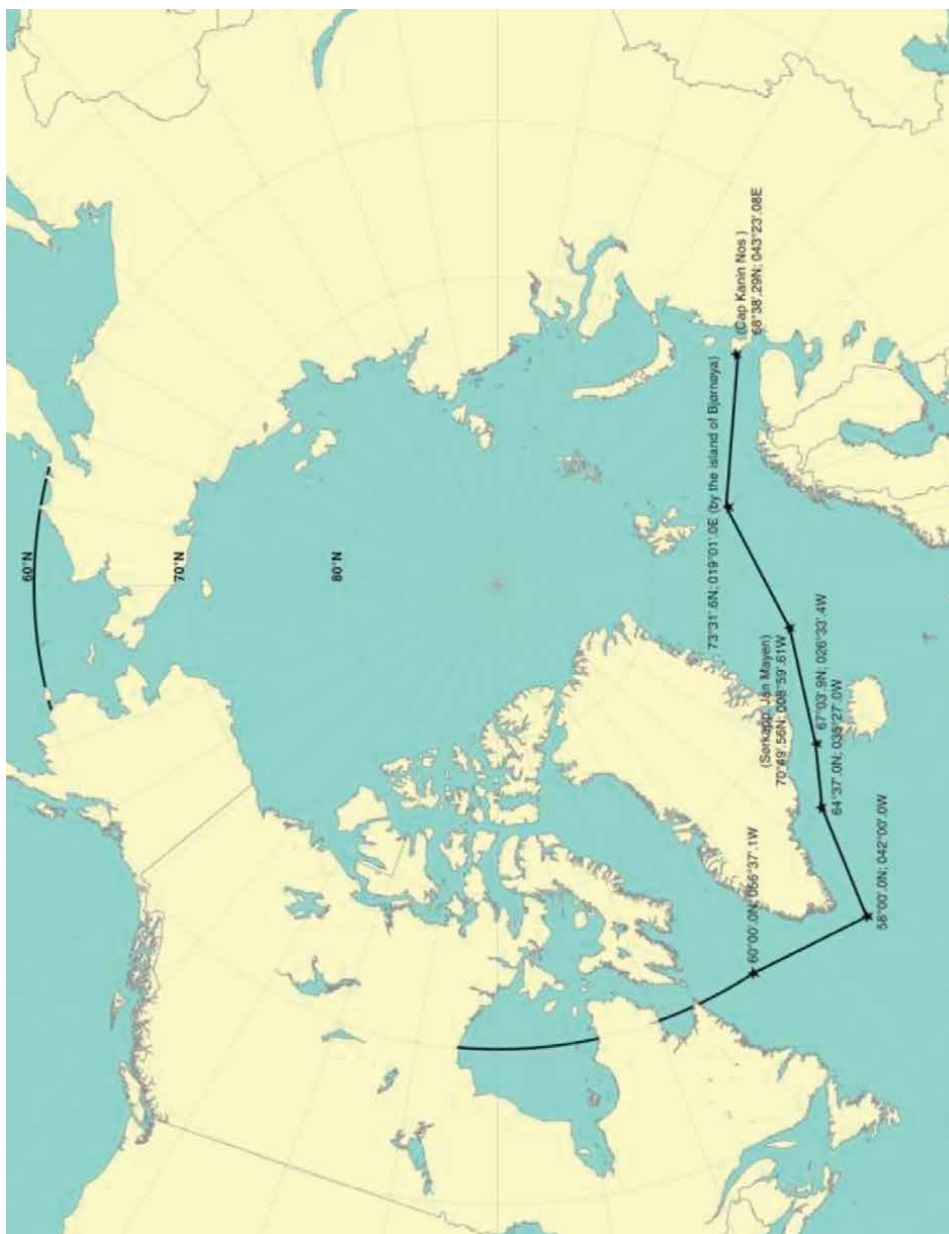 60°N
70°N
80°N
(Cap Kanin Nos )
68°38'.29N; 043°23'.08E
73°31'.6N; 019°01'.0E (by the island of Bjørnøya)
(Sørkapp Jan Mayen)
70°49'.56N; 008°59'.61W
67°03'.9N; 026°33'.4W
64°37'.0N; 035°27'.0W
60°00'.0N; 056°37'.1W
58°00'.0N; 042°00'.0W